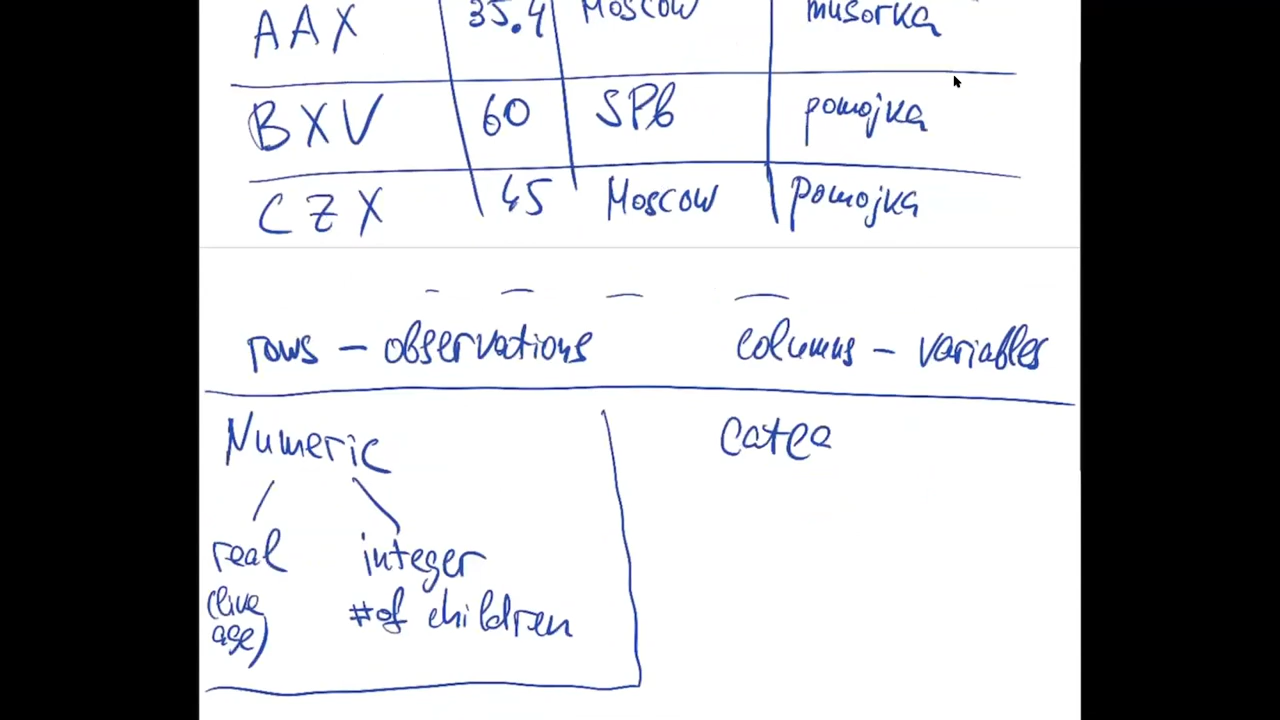 AAX 35.4 Moscow musorka
BXV 60 SPb pomojka
CZX 45 Moscow Pomojka
rows - observations columns - variables
Numeric Cateo
real integer
(live # of children
age)